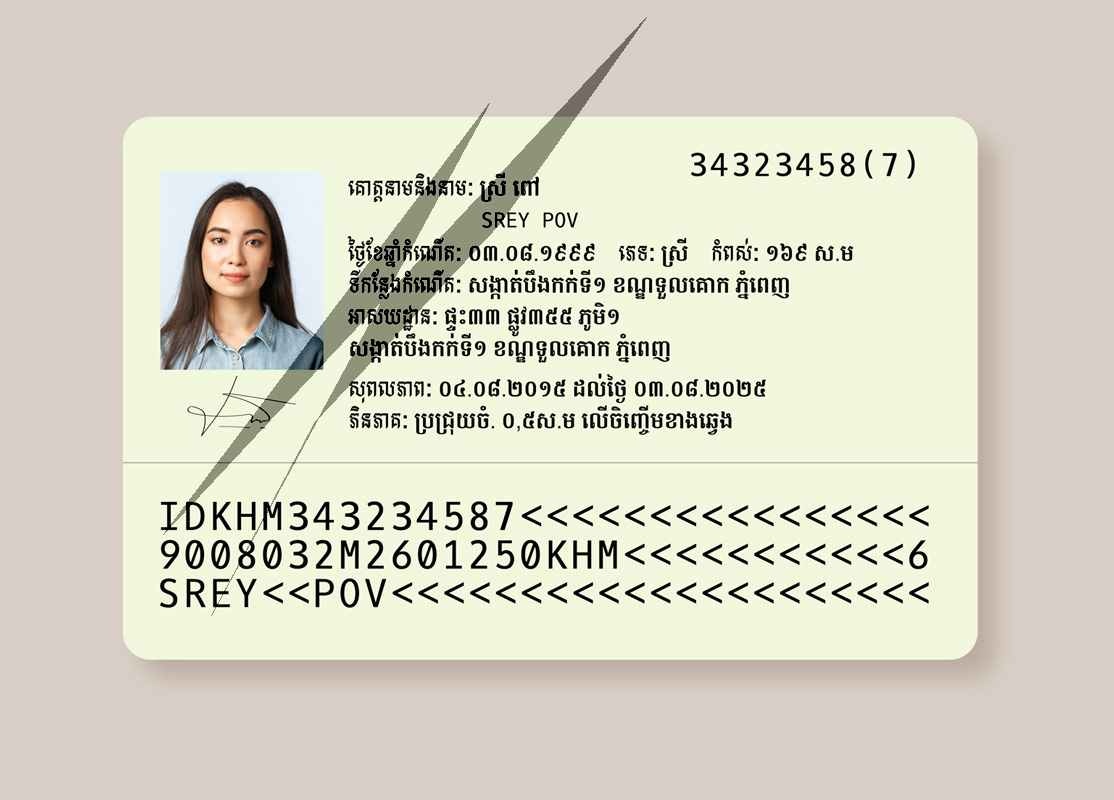 34323458(7)
គោត្តនាមនិងនាម: ស្រី ពៅ
SREY POV
ថ្ងៃខែឆ្នាំកំណើត: ០៣.០៨.១៩៩៩ ភេទ: ស្រី កំពស់: ១៦៩ ស.ម
ទីកន្លែងកំណើត: សង្កាត់បឹងកក់ទី១ ខណ្ឌទួលគោក ភ្នំពេញ
អាសយដ្ឋាន: ផ្ទះ៣៣ ផ្លូវ៣៥៥ ភូមិ១
សង្កាត់បឹងកក់ទី១ ខណ្ឌទួលគោក ភ្នំពេញ
សុពលភាព: ០៤.០៨.២០១៥ ដល់ថ្ងៃ ០៣.០៨.២០២៥
ភិនភាគ: ប្រជ្រុយចំ. ០,៥ស.ម លើចិញ្ចើមខាងឆ្វេង
IDKHM343234587<<<<<<<<<<<<<<<<
9008032M2601250KHM<<<<<<<<<<<6
SREY<<POV<<<<<<<<<<<<<<<<<<<<<